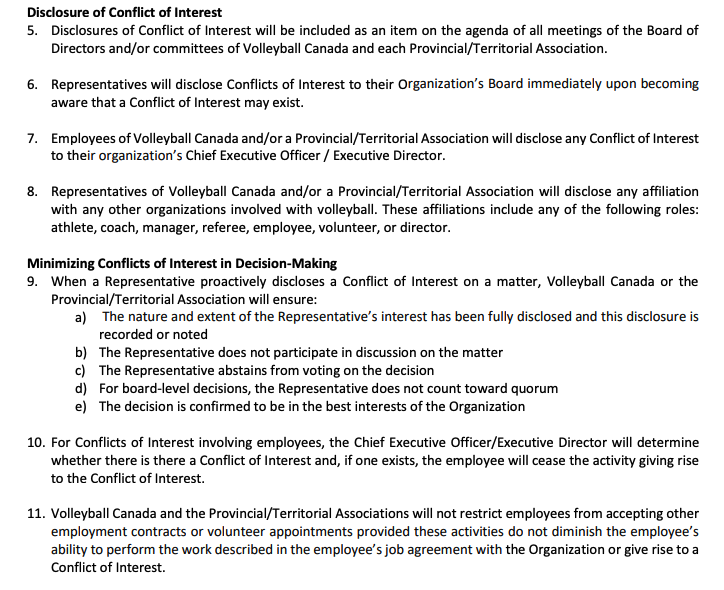 Disclosure of Conflict of Interest
5. Disclosures of Conflict of Interest will be included as an item on the agenda of all meetings of the Board of
Directors and/or committees of Volleyball Canada and each Provincial/Territorial Association.
6. Representatives will disclose Conflicts of Interest to their Organization's Board immediately upon becoming
aware that a Conflict of Interest may exist.
7. Employees of Volleyball Canada and/or a Provincial/Territorial Association will disclose any Conflict of Interest
to their organization's Chief Executive Officer / Executive Director.
8. Representatives of Volleyball Canada and/or a Provincial/Territorial Association will disclose any affiliation
with any other organizations involved with volleyball. These affiliations include any of the following roles:
athlete, coach, manager, referee, employee, volunteer, or director.
Minimizing Conflicts of Interest in Decision-Making
9. When a Representative proactively discloses a Conflict of Interest on a matter, Volleyball Canada or the
Provincial/Territorial Association will ensure:
a) The nature and extent of the Representative's interest has been fully disclosed and this disclosure is
recorded or noted
b) The Representative does not participate in discussion on the matter
c) The Representative abstains from voting on the decision
d) For board-level decisions, the Representative does not count toward quorum
e) The decision is confirmed to be in the best interests of the Organization
10. For Conflicts of Interest involving employees, the Chief Executive Officer/Executive Director will determine
whether there is there a Conflict of Interest and, if one exists, the employee will cease the activity giving rise
to the Conflict of Interest.
11. Volleyball Canada and the Provincial/Territorial Associations will not restrict employees from accepting other
employment contracts or volunteer appointments provided these activities do not diminish the employee's
ability to perform the work described in the employee's job agreement with the Organization or give rise to a
Conflict of Interest.